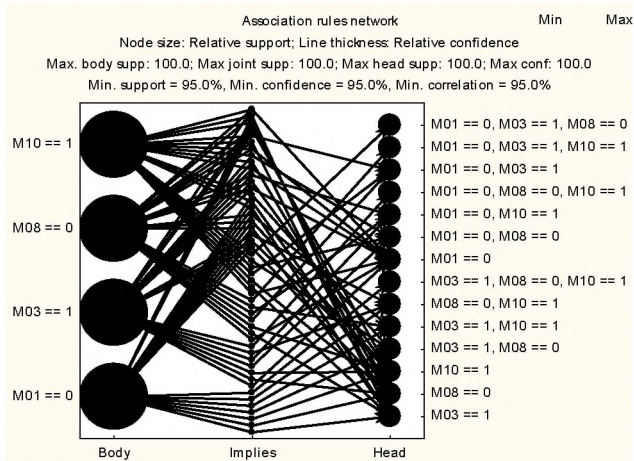 Association rules network Min Max
Node size: Relative support; Line thickness: Relative confidence
Max. body supp: 100.0; Max joint supp: 100.0; Max head supp: 100.0; Max conf: 100.0
Min. support = 95.0%, Min. confidence = 95.0%, Min. correlation = 95.0%
M10 == 1
M08 == 0
M03 == 1
M01 == 0
M01 == 0, M03 == 1, M08 == 0
M01 == 0, M03 == 1, M10 == 1
M01 == 0, M03 == 1
M01 == 0, M08 == 0, M10 == 1
M01 == 0, M10 == 1
M01 == 0, M08 == 0
M01 == 0
M03 == 1, M08 == 0, M10 == 1
M08 == 0, M10 == 1
M03 == 1, M10 == 1
M03 == 1, M08 == 0
M10 == 1
M08 == 0
M03 == 1
Body Implies Head